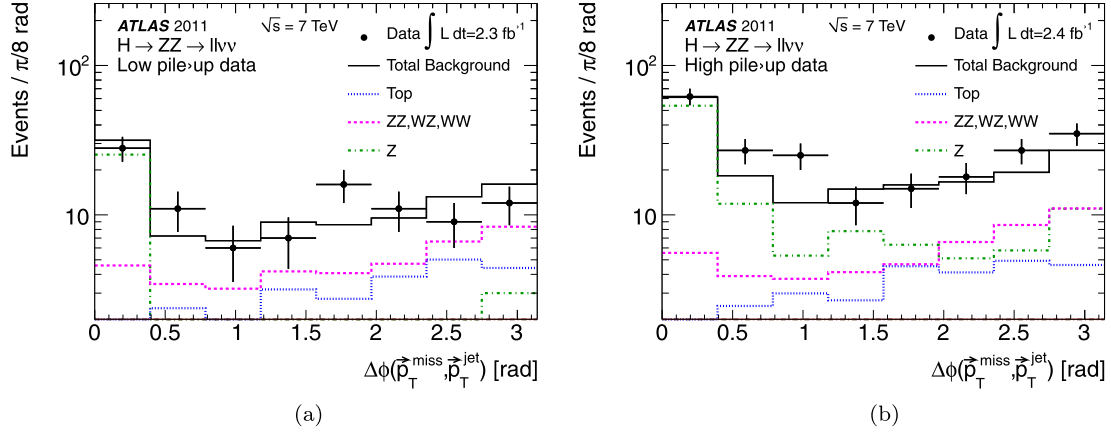 ATLAS 2011 √s = 7 TeV
H → ZZ → llνν
Low pile›up data
Data ∫ L dt=2.3 fb›1
Total Background
Top
ZZ,WZ,WW
Z
Events / π/8 rad
10²
10
0 0.5 1 1.5 2 2.5 3
Δϕ(p⃗_T^miss,p⃗_T^jet) [rad]
(a)
ATLAS 2011 √s = 7 TeV
H → ZZ → llνν
High pile›up data
Data ∫ L dt=2.4 fb›1
Total Background
Top
ZZ,WZ,WW
Z
Events / π/8 rad
10²
10
0 0.5 1 1.5 2 2.5 3
Δϕ(p⃗_T^miss,p⃗_T^jet) [rad]
(b)